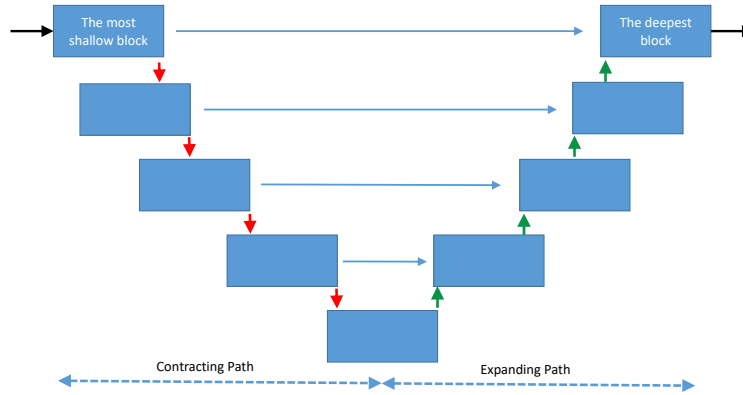 The most
shallow block
The deepest
block
Contracting Path
Expanding Path